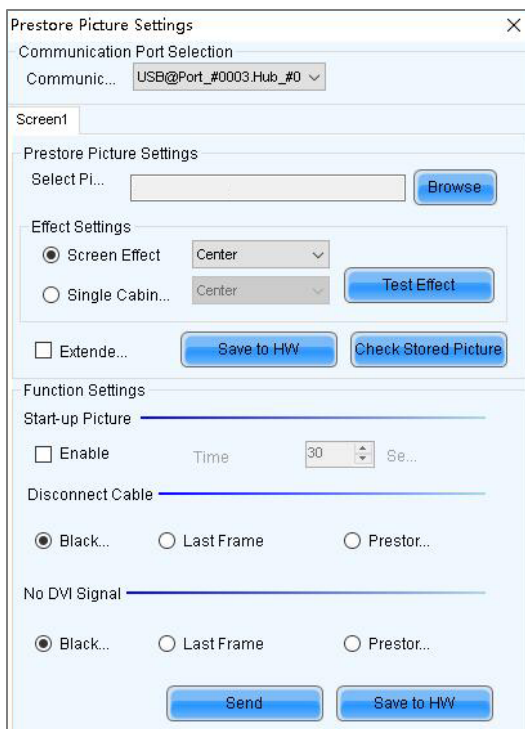 Prestore Picture Settings
Communication Port Selection
Communic... USB@Port_#0003.Hub_#0
Screen1
Prestore Picture Settings
Select Pi... Browse
Effect Settings
Screen Effect Center
Single Cabin... Center Test Effect
Extende... Save to HW Check Stored Picture
Function Settings
Start-up Picture
Enable Time 30 Se...
Disconnect Cable
Black... Last Frame Prestor...
No DVI Signal
Black... Last Frame Prestor...
Send Save to HW